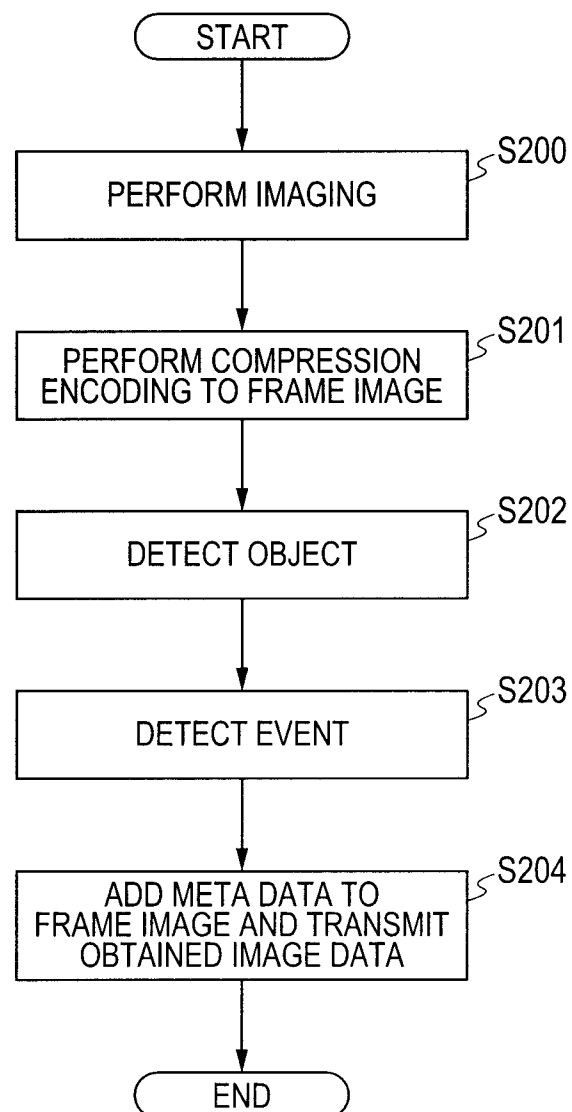 START
S200
PERFORM IMAGING
S201
PERFORM COMPRESSION
ENCODING TO FRAME IMAGE
S202
DETECT OBJECT
S203
DETECT EVENT
S204
ADD META DATA TO
FRAME IMAGE AND TRANSMIT
OBTAINED IMAGE DATA
END